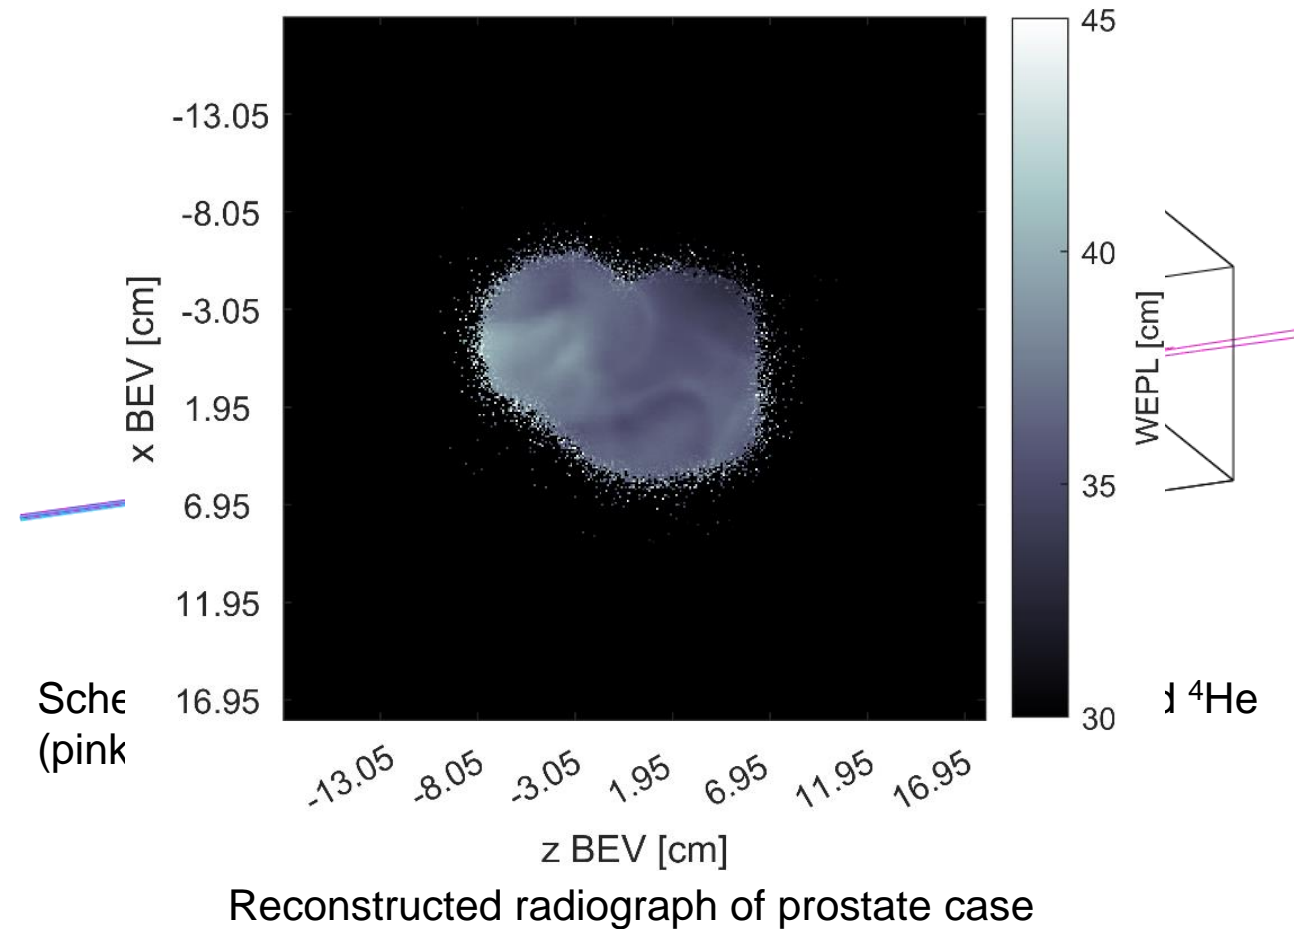 45
-13.05
-8.05
40
-3.05
x BEV [cm]
WEPL [cm]
1.95
35
6.95
11.95
16.95
30
⁴He
(pink
-13.05 -8.05 -3.05 1.95 6.95 11.95 16.95
z BEV [cm]
Reconstructed radiograph of prostate case